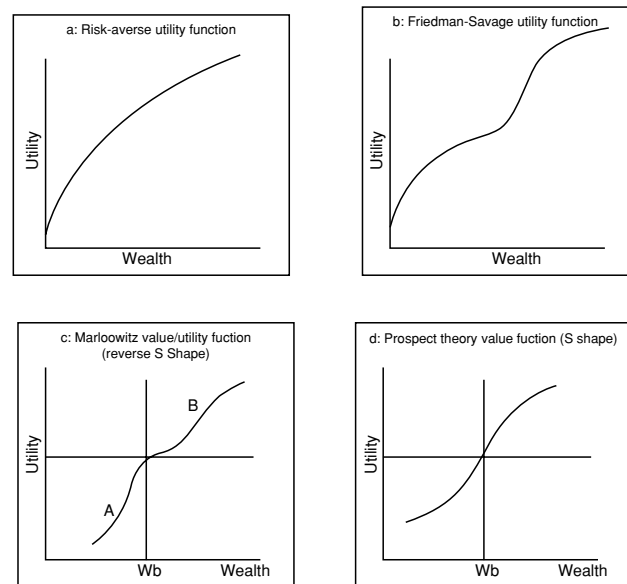 a: Risk-averse utility function
Utility
Wealth
b: Friedman-Savage utility function
Utility
Wealth
c: Marloowitz value/utility fuction
(reverse S Shape)
B
Utility
A
Wb
Wealth
d: Prospect theory value fuction (S shape)
Utility
Wb
Wealth